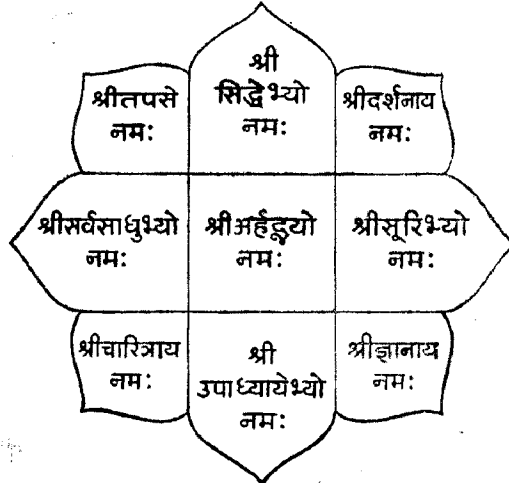 श्री
सिद्धेभ्यो
नमः
श्रीतपसे
नमः
श्रीदर्शनाय
नमः
श्रीसर्वसाधुभ्यो
नमः
श्रीअर्हद्भ्यो
नमः
श्रीसूरिभ्यो
नमः
श्रीचारित्राय
नमः
श्री
उपाध्यायेभ्यो
नमः
श्रीज्ञानाय
नमः